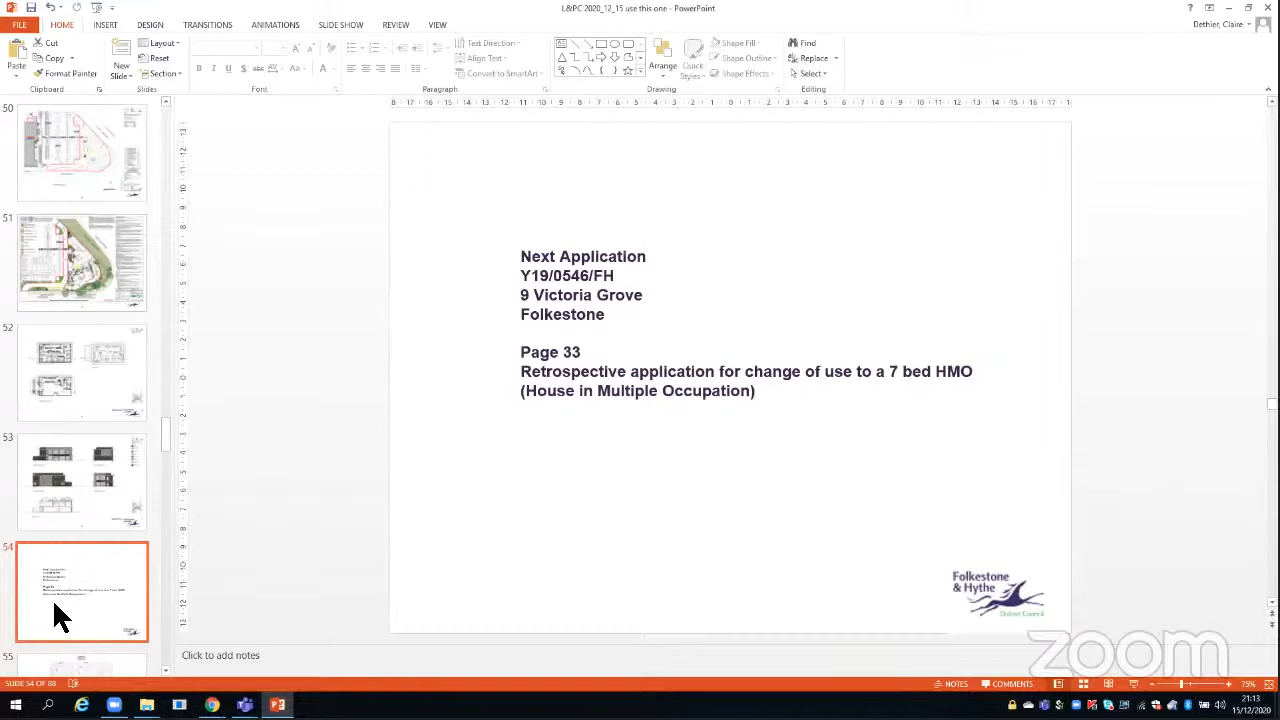 L&PC 2020_12_15 use this one - PowerPoint
FILE HOME INSERT DESIGN TRANSITIONS ANIMATIONS SLIDE SHOW REVIEW VIEW
Dethier, Claire
Paste
Cut
Copy
Format Painter
Clipboard
New
Slide
Layout
Reset
Section
Slides
Font
Text Direction
Align Text
Convert to SmartArt
Paragraph
Arrange
Quick
Styles
Shape Fill
Shape Outline
Shape Effects
Drawing
Find
Replace
Select
Editing
50
51
52
53
54
55
Next Application
Y19/0546/FH
9 Victoria Grove
Folkestone
Page 33
Retrospective application for change of use to a 7 bed HMO
(House in Multiple Occupation)
Folkestone
& Hythe
District Council
Click to add notes
zoom
SLIDE 54 OF 88
NOTES
COMMENTS
75%
21:13
15/12/2020